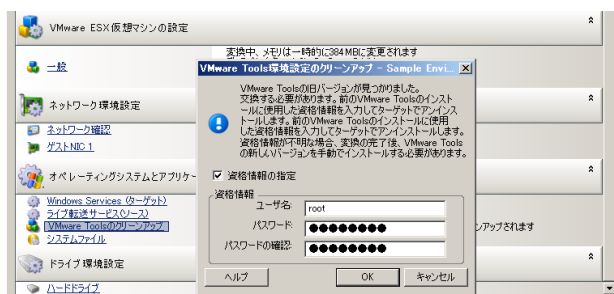 VMware ESX仮想マシンの設定
変換中、メモリは一時的に384MBに変更されます
一般
VMware Tools環境設定のクリーンアップ - Sample Envi...
VMware Toolsの旧バージョンが見つかりました。
交換する必要があります。前のVMware Toolsのインスト
ールに使用した資格情報を入力してターゲットでアンインス
トールします。前のVMware Toolsのインストールに使用
した資格情報を入力してターゲットでアンインストールします。
資格情報が不明な場合、変換の完了後、VMware Tools
の新しいバージョンを手動でインストールする必要があります。
ネットワーク環境設定
ネットワーク確認
ゲストNIC 1
オペレーティングシステムとアプリケ
資格情報の指定
資格情報
Windows Services (ターゲット)
ユーザ名:
root
ライブ転送サービス(ソース)
VMware Toolsのクリーンアップ
パスワード:
●●●●●●●●
ンアップされます
システムファイル
パスワードの確認:
●●●●●●●●
ドライブ環境設定
ヘルプ
OK
キャンセル
ハードドライブ